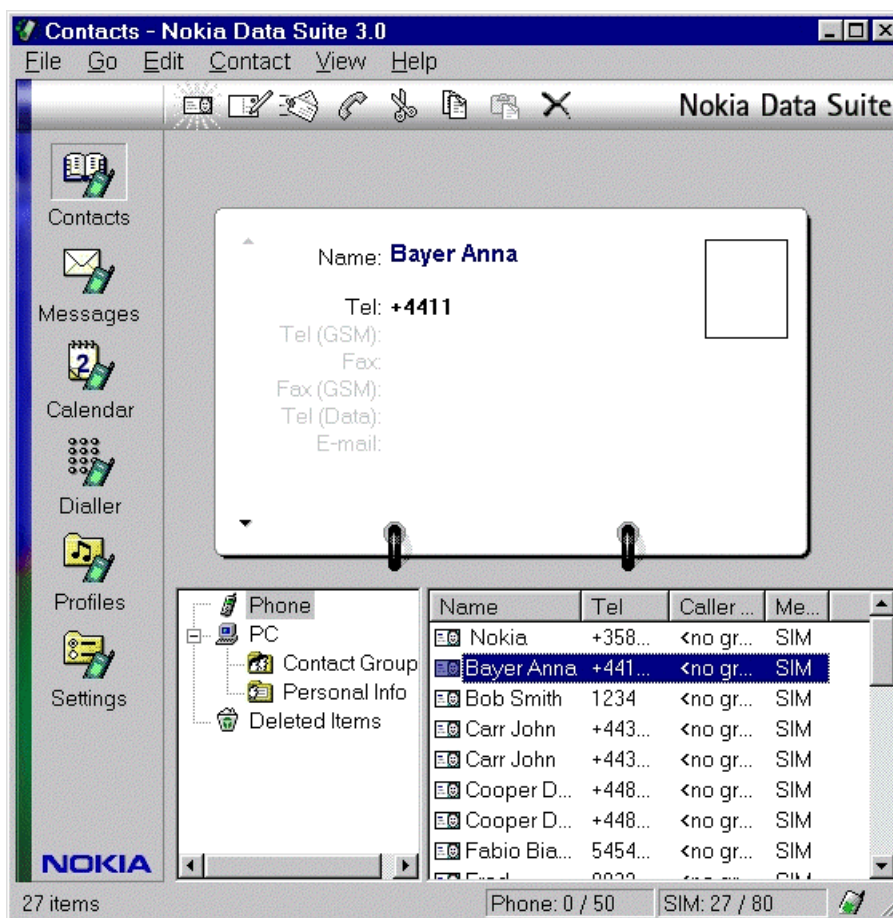 Contacts - Nokia Data Suite 3.0
File Go Edit Contact View Help
Nokia Data Suite
Contacts
Messages
2
Calendar
Dialler
Profiles
Settings
NOKIA
Name: Bayer Anna
Tel: +4411
Tel (GSM):
Fax:
Fax (GSM):
Tel (Data):
E-mail:
Phone
PC
Contact Group
Personal Info
Deleted Items
Name Tel Caller ... Me...
Nokia +358... <no gr... SIM
Bayer Anna +441... <no gr... SIM
Bob Smith 1234 <no gr... SIM
Carr John +443... <no gr... SIM
Carr John +443... <no gr... SIM
Cooper D... +448... <no gr... SIM
Cooper D... +448... <no gr... SIM
Fabio Bia... 5454... <no gr... SIM
27 items
Phone: 0 / 50
SIM: 27 / 80